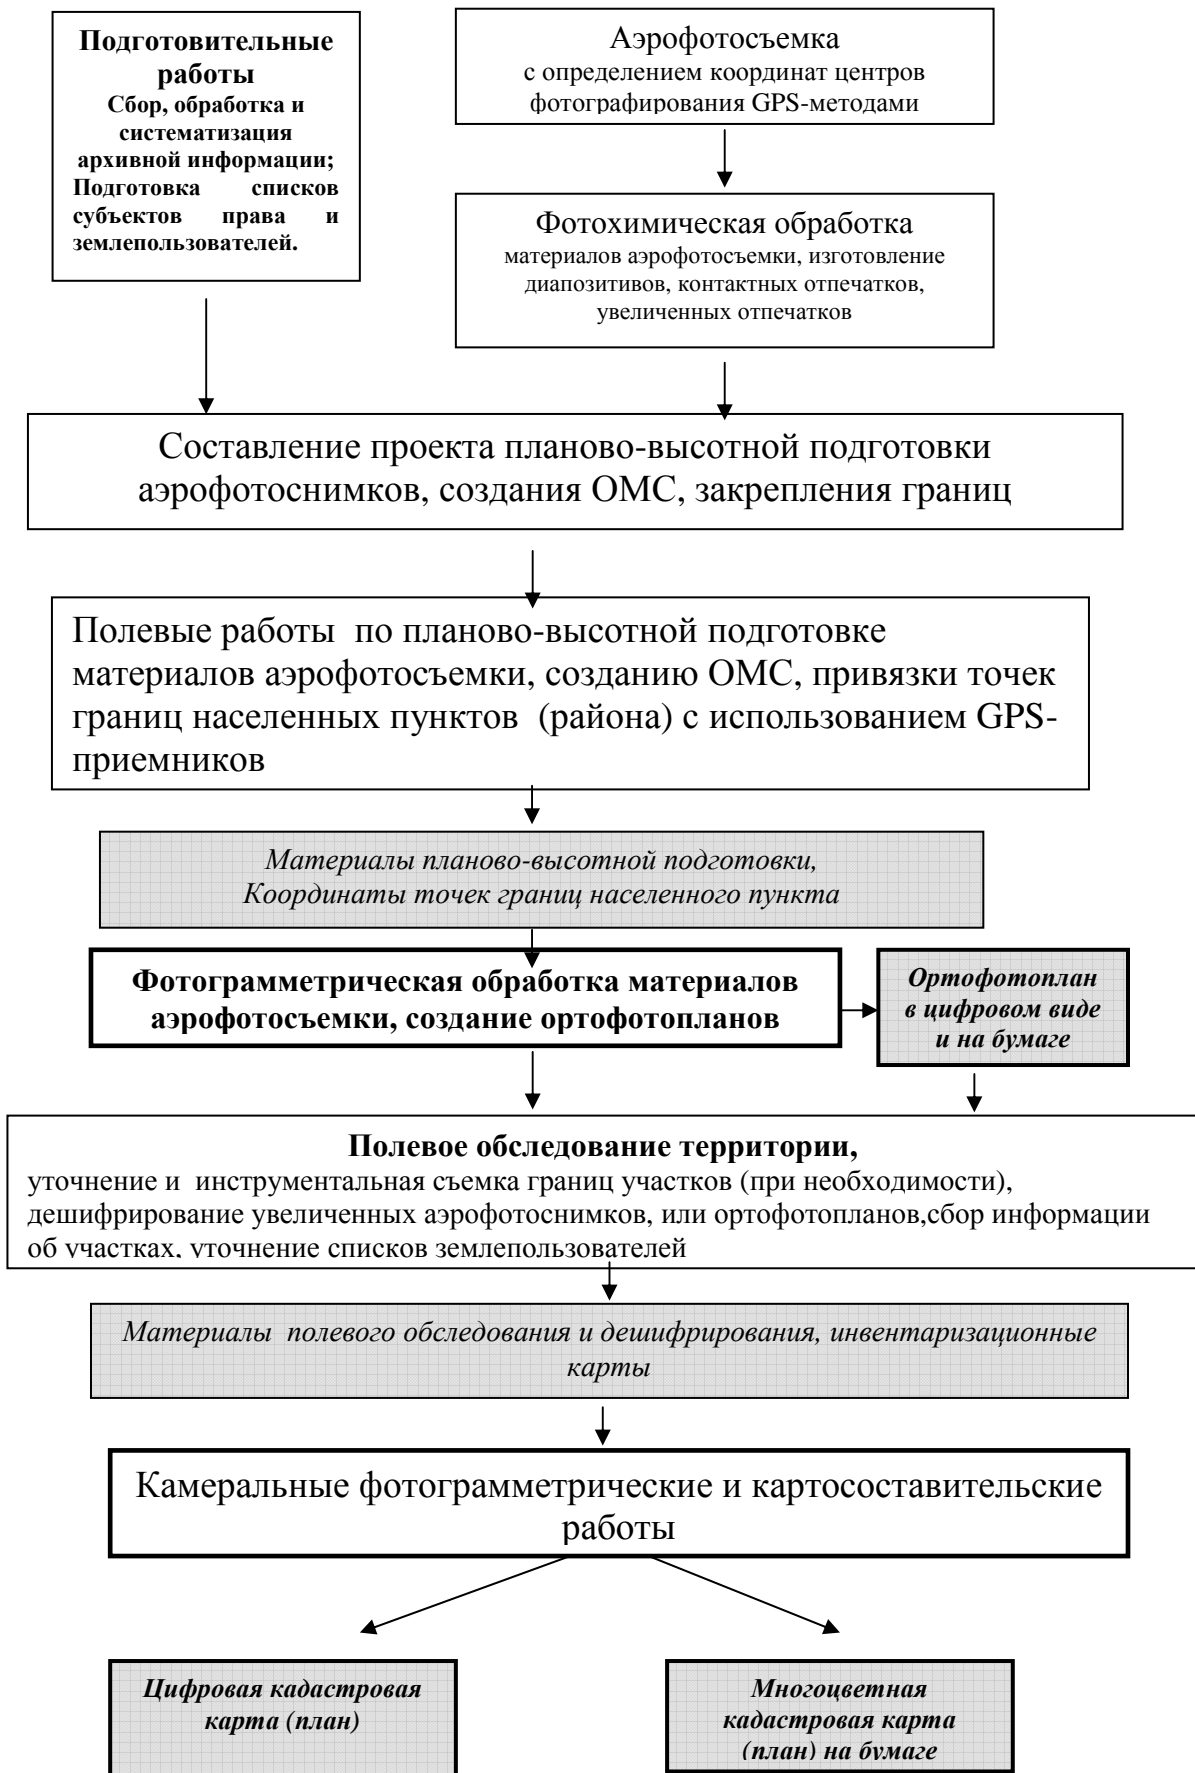 Подготовительные
работы
Сбор, обработка и
систематизация
архивной информации;
Подготовка списков
субъектов права и
землепользователей.
Аэрофотосъемка
с определением координат центров
фотографирования GPS-методами
Фотохимическая обработка
материалов аэрофотосъемки, изготовление
диапозитивов, контактных отпечатков,
увеличенных отпечатков
Составление проекта планово-высотной подготовки
аэрофотоснимков, создания ОМС, закрепления границ
Полевые работы по планово-высотной подготовке
материалов аэрофотосъемки, созданию ОМС, привязки точек
границ населенных пунктов (района) с использованием GPS-
приемников
Материалы планово-высотной подготовки,
Координаты точек границ населенного пункта
Фотограмметрическая обработка материалов
аэрофотосъемки, создание ортофотопланов
Ортофотоплан
в цифровом виде
и на бумаге
Полевое обследование территории,
уточнение и инструментальная съемка границ участков (при необходимости),
дешифрирование увеличенных аэрофотоснимков, или ортофотопланов,сбор информации
об участках, уточнение списков землепользователей
Материалы полевого обследования и дешифрирования, инвентаризационные
карты
Камеральные фотограмметрические и картосоставительские
работы
Цифровая кадастровая
карта (план)
Многоцветная
кадастровая карта
(план) на бумаге